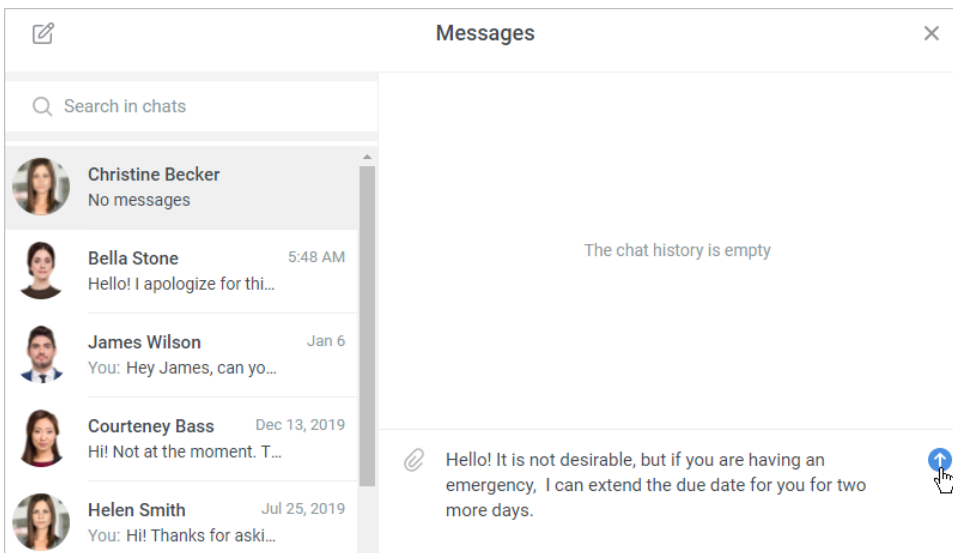 Messages
Search in chats
Christine Becker
No messages
Bella Stone 5:48 AM
Hello! I apologize for thi...
James Wilson Jan 6
You: Hey James, can yo...
Courteney Bass Dec 13, 2019
Hi! Not at the moment. T...
Helen Smith Jul 25, 2019
You: Hi! Thanks for aski...
The chat history is empty
Hello! It is not desirable, but if you are having an
emergency,  I can extend the due date for you for two
more days.